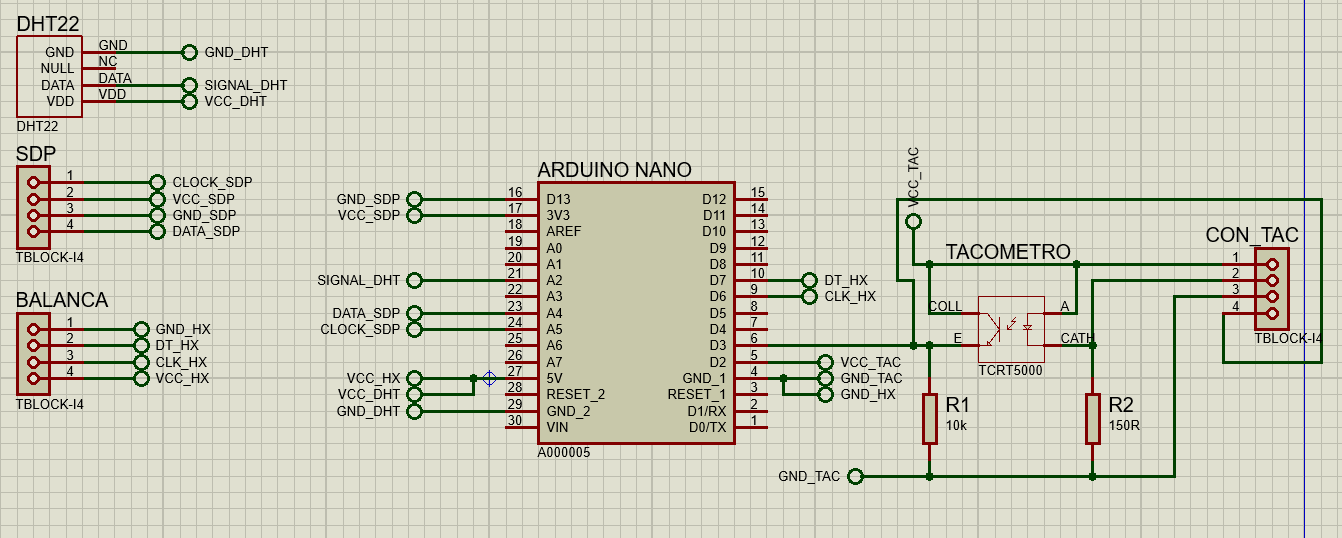 DHT22
GND GND GND_DHT
NULL NC
DATA DATA SIGNAL_DHT
VDD VDD VCC_DHT
DHT22
SDP
1 CLOCK_SDP
2 VCC_SDP
3 GND_SDP
4 DATA_SDP
TBLOCK-I4
BALANCA
1 GND_HX
2 DT_HX
3 CLK_HX
4 VCC_HX
TBLOCK-I4
ARDUINO NANO
GND_SDP 16 D13 D12 15
VCC_SDP 17 3V3 D11 14
18 AREF D10 13
19 A0 D9 12
20 A1 D8 11
SIGNAL_DHT 21 A2 D7 10 DT_HX
22 A3 D6 9 CLK_HX
DATA_SDP 23 A4 D5 8
CLOCK_SDP 24 A5 D4 7
25 A6 D3 6
26 A7 D2 5 VCC_TAC
VCC_HX 27 5V GND_1 4 GND_TAC
VCC_DHT 28 RESET_2 RESET_1 3 GND_HX
GND_DHT 29 GND_2 D1/RX 2
30 VIN D0/TX 1
A000005
VCC_TAC
TACOMETRO
COLL A
E CATH
TCRT5000
R1
10k
R2
150R
GND_TAC
CON_TAC
1
2
3
4
TBLOCK-I4